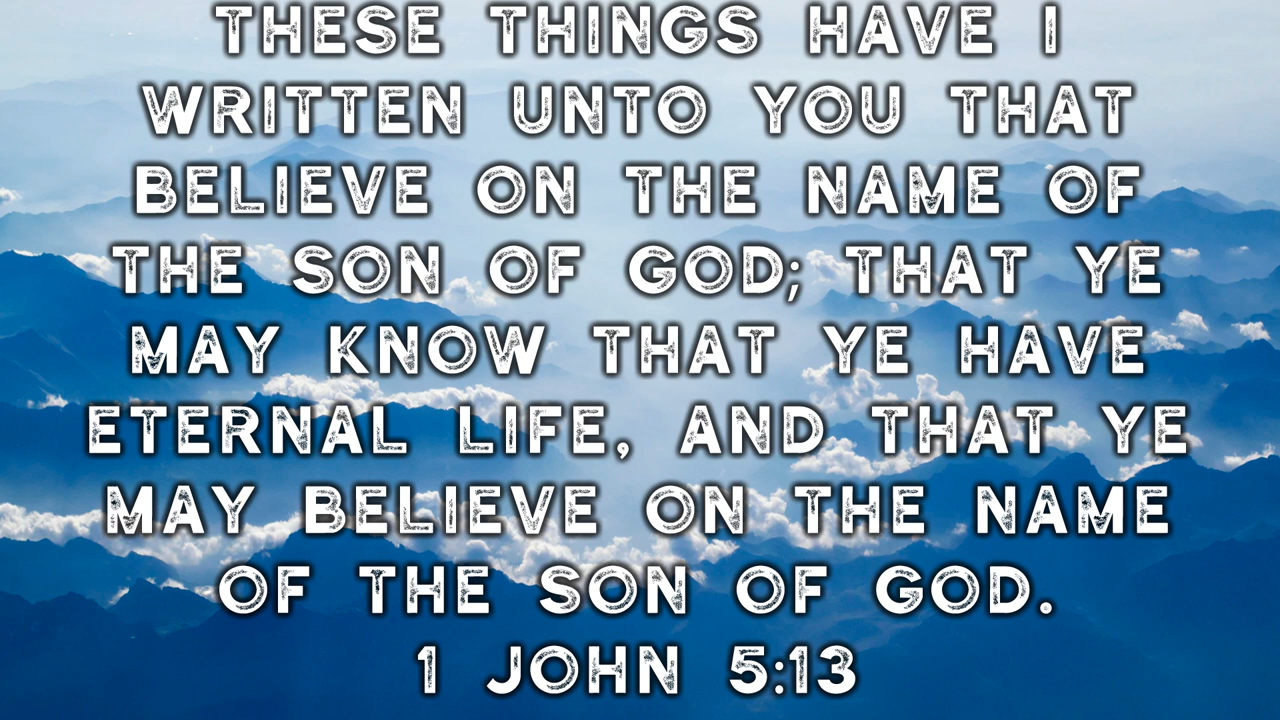 THESE THINGS HAVE I
WRITTEN UNTO YOU THAT
BELIEVE ON THE NAME OF
THE SON OF GOD; THAT YE
MAY KNOW THAT YE HAVE
ETERNAL LIFE, AND THAT YE
MAY BELIEVE ON THE NAME
OF THE SON OF GOD.
1 JOHN 5:13